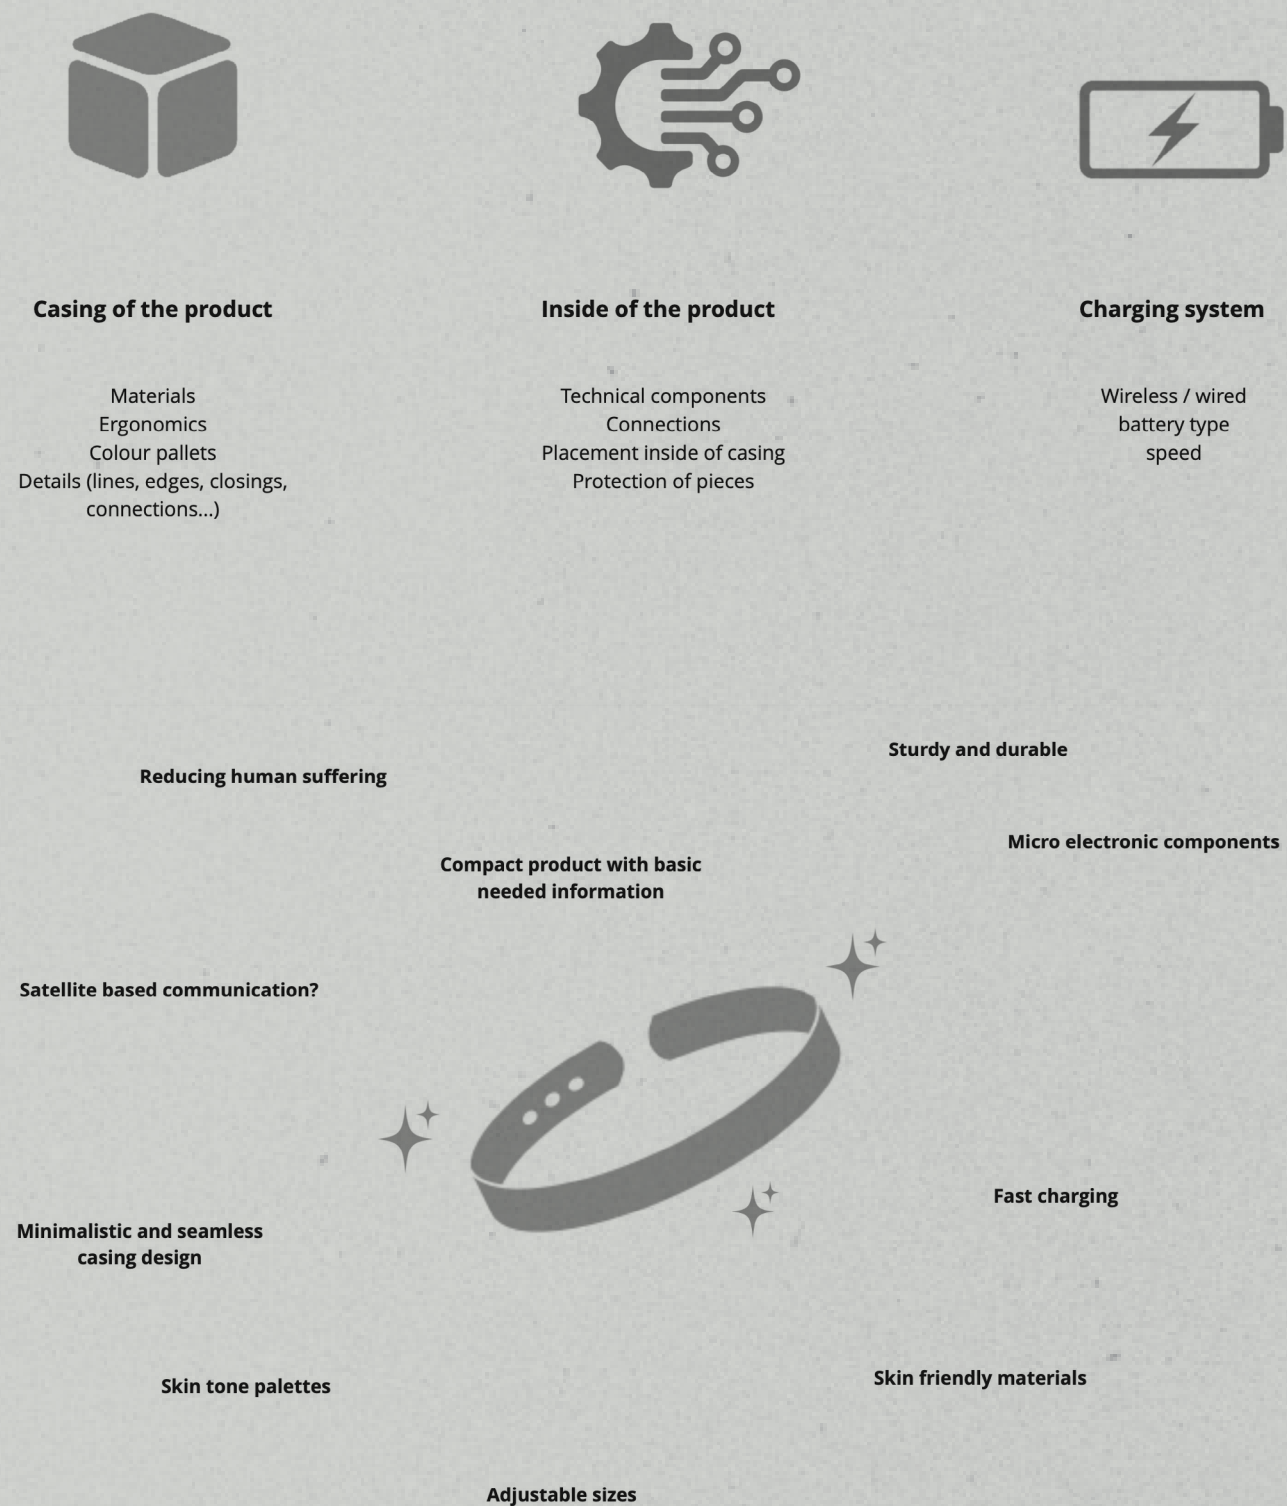 Casing of the product
Materials
Ergonomics
Colour pallets
Details (lines, edges, closings,
connections...)
Inside of the product
Technical components
Connections
Placement inside of casing
Protection of pieces
Charging system
Wireless / wired
battery type
speed
Sturdy and durable
Reducing human suffering
Micro electronic components
Compact product with basic
needed information
Satellite based communication?
Fast charging
Minimalistic and seamless
casing design
Skin friendly materials
Skin tone palettes
Adjustable sizes